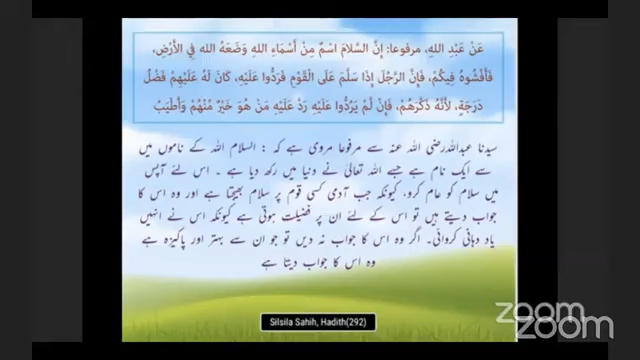 عَنْ عَبْدِ اللهِ، مرفوعا: إِنَّ السَّلامَ اسْمٌ مِنْ أَسْمَاءِ اللهِ وَضَعَهُ الله فِي الأَرْضِ،
فَأَفْشُوهُ فِيكُمْ، فَإِنَّ الرَّجُلَ إِذَا سَلَّمَ عَلَى الْقَوْمِ فَرَدُّوا عَلَيْهِ، كَانَ لَهُ عَلَيْهِمْ فَضْلُ
دَرَجَةٍ، لأَنَّهُ ذَكَّرَهُمْ، فَإِنْ لَمْ يَرُدُّوا عَلَيْهِ رَدَّ عَلَيْهِ مَنْ هُوَ خَيْرٌ مِّنْهُمْ وَأَطْيَبُ
سیدنا عبداللہ رضی اللہ عنہ سے مرفوعا مروی ہے کہ : السلام اللہ کے ناموں میں
سے ایک نام ہے جسے اللہ تعالیٰ نے دنیا میں رکھ دیا ہے ۔ اس لئے آپس
میں سلام کو عام کرو، کیونکہ جب آدمی کسی قوم پر سلام بھیجتا ہے اور وہ اس کا
جواب دیتے ہیں تو اس کے لئے ان پر فضیلت ہوتی ہے کیونکہ اس نے انہیں
یاد دہانی کروائی۔ اگر وہ اس کا جواب نہ دیں تو جو ان سے بہتر اور پاکیزہ ہے
وہ اس کا جواب دیتا ہے
Silsila Sahih, Hadith(292)
zoom
zoom